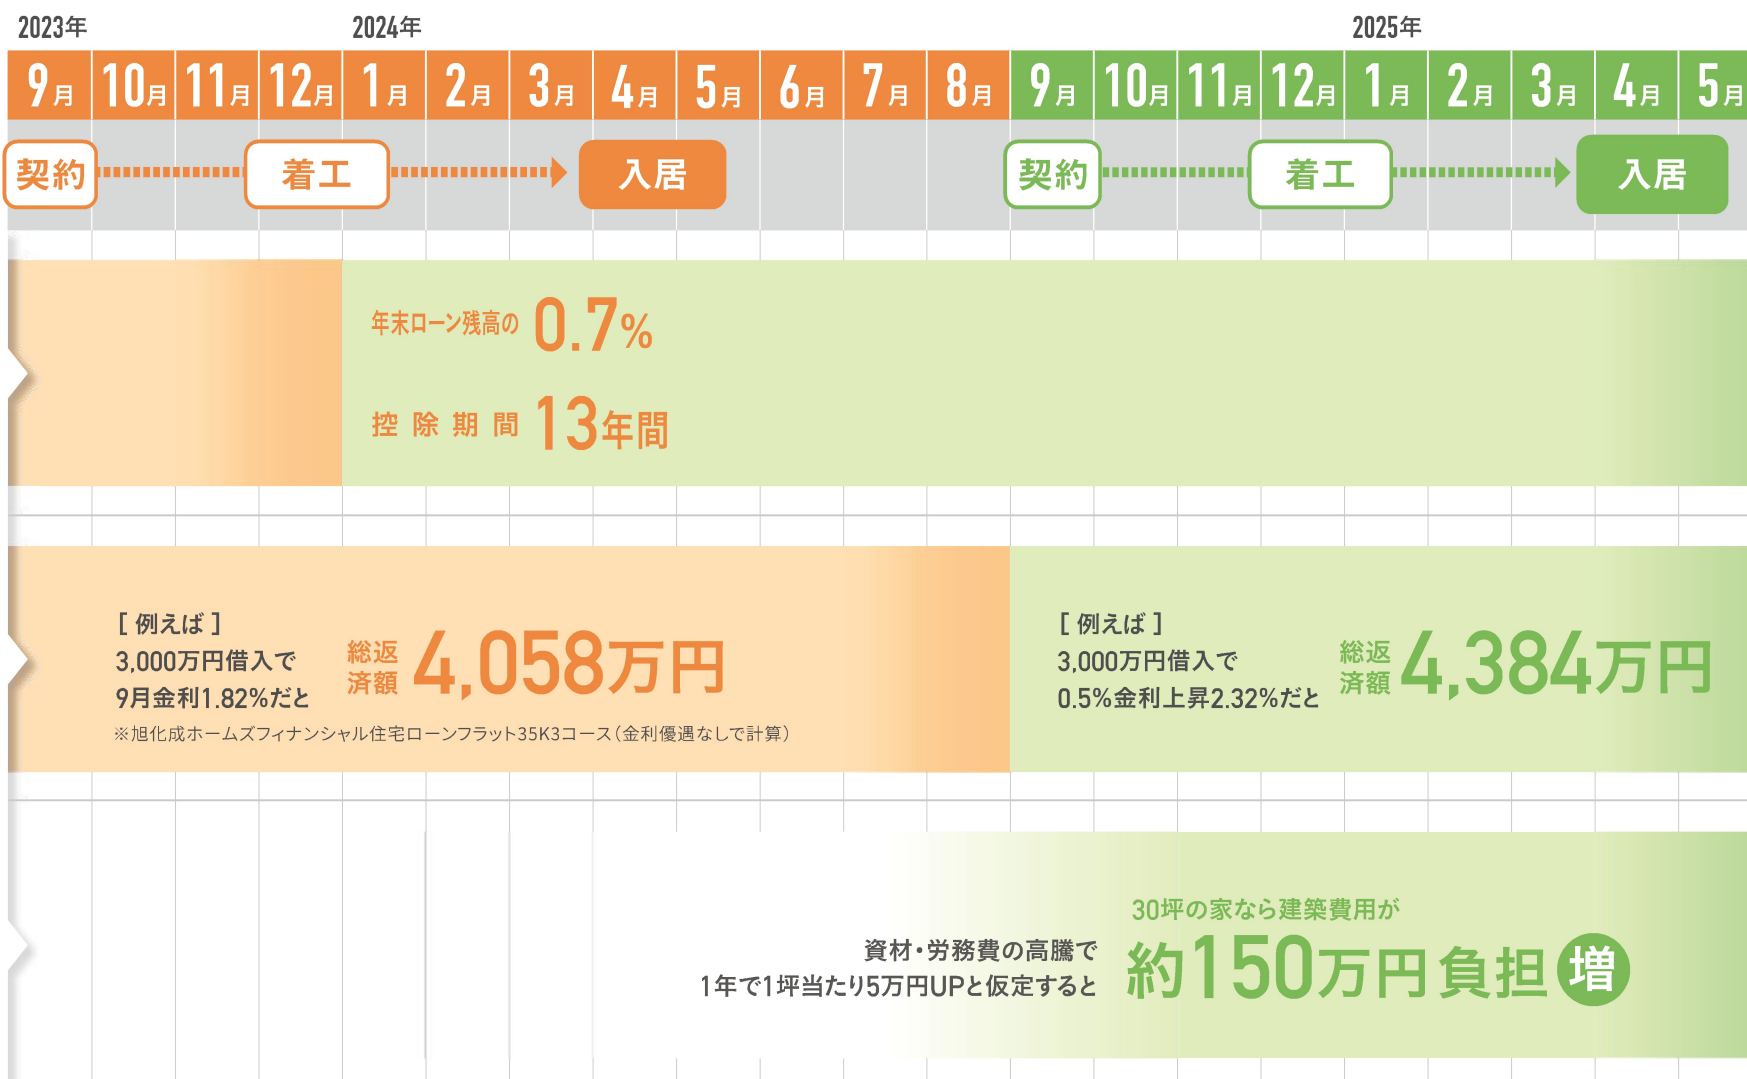 2023年 2024年 2025年
9月 10月 11月 12月 1月 2月 3月 4月 5月 6月 7月 8月 9月 10月 11月 12月 1月 2月 3月 4月 5月
契約 着工 入居 契約 着工 入居
年末ローン残高の 0.7%
控除期間 13年間
[ 例えば ]
3,000万円借入で
9月金利1.82%だと
総返
済額
4,058万円
※旭化成ホームズフィナンシャル住宅ローンフラット35K3コース（金利優遇なしで計算）
[ 例えば ]
3,000万円借入で
0.5%金利上昇2.32%だと
総返
済額
4,384万円
資材・労務費の高騰で
1年で1坪当たり5万円UPと仮定すると
30坪の家なら建築費用が
約150万円負担増